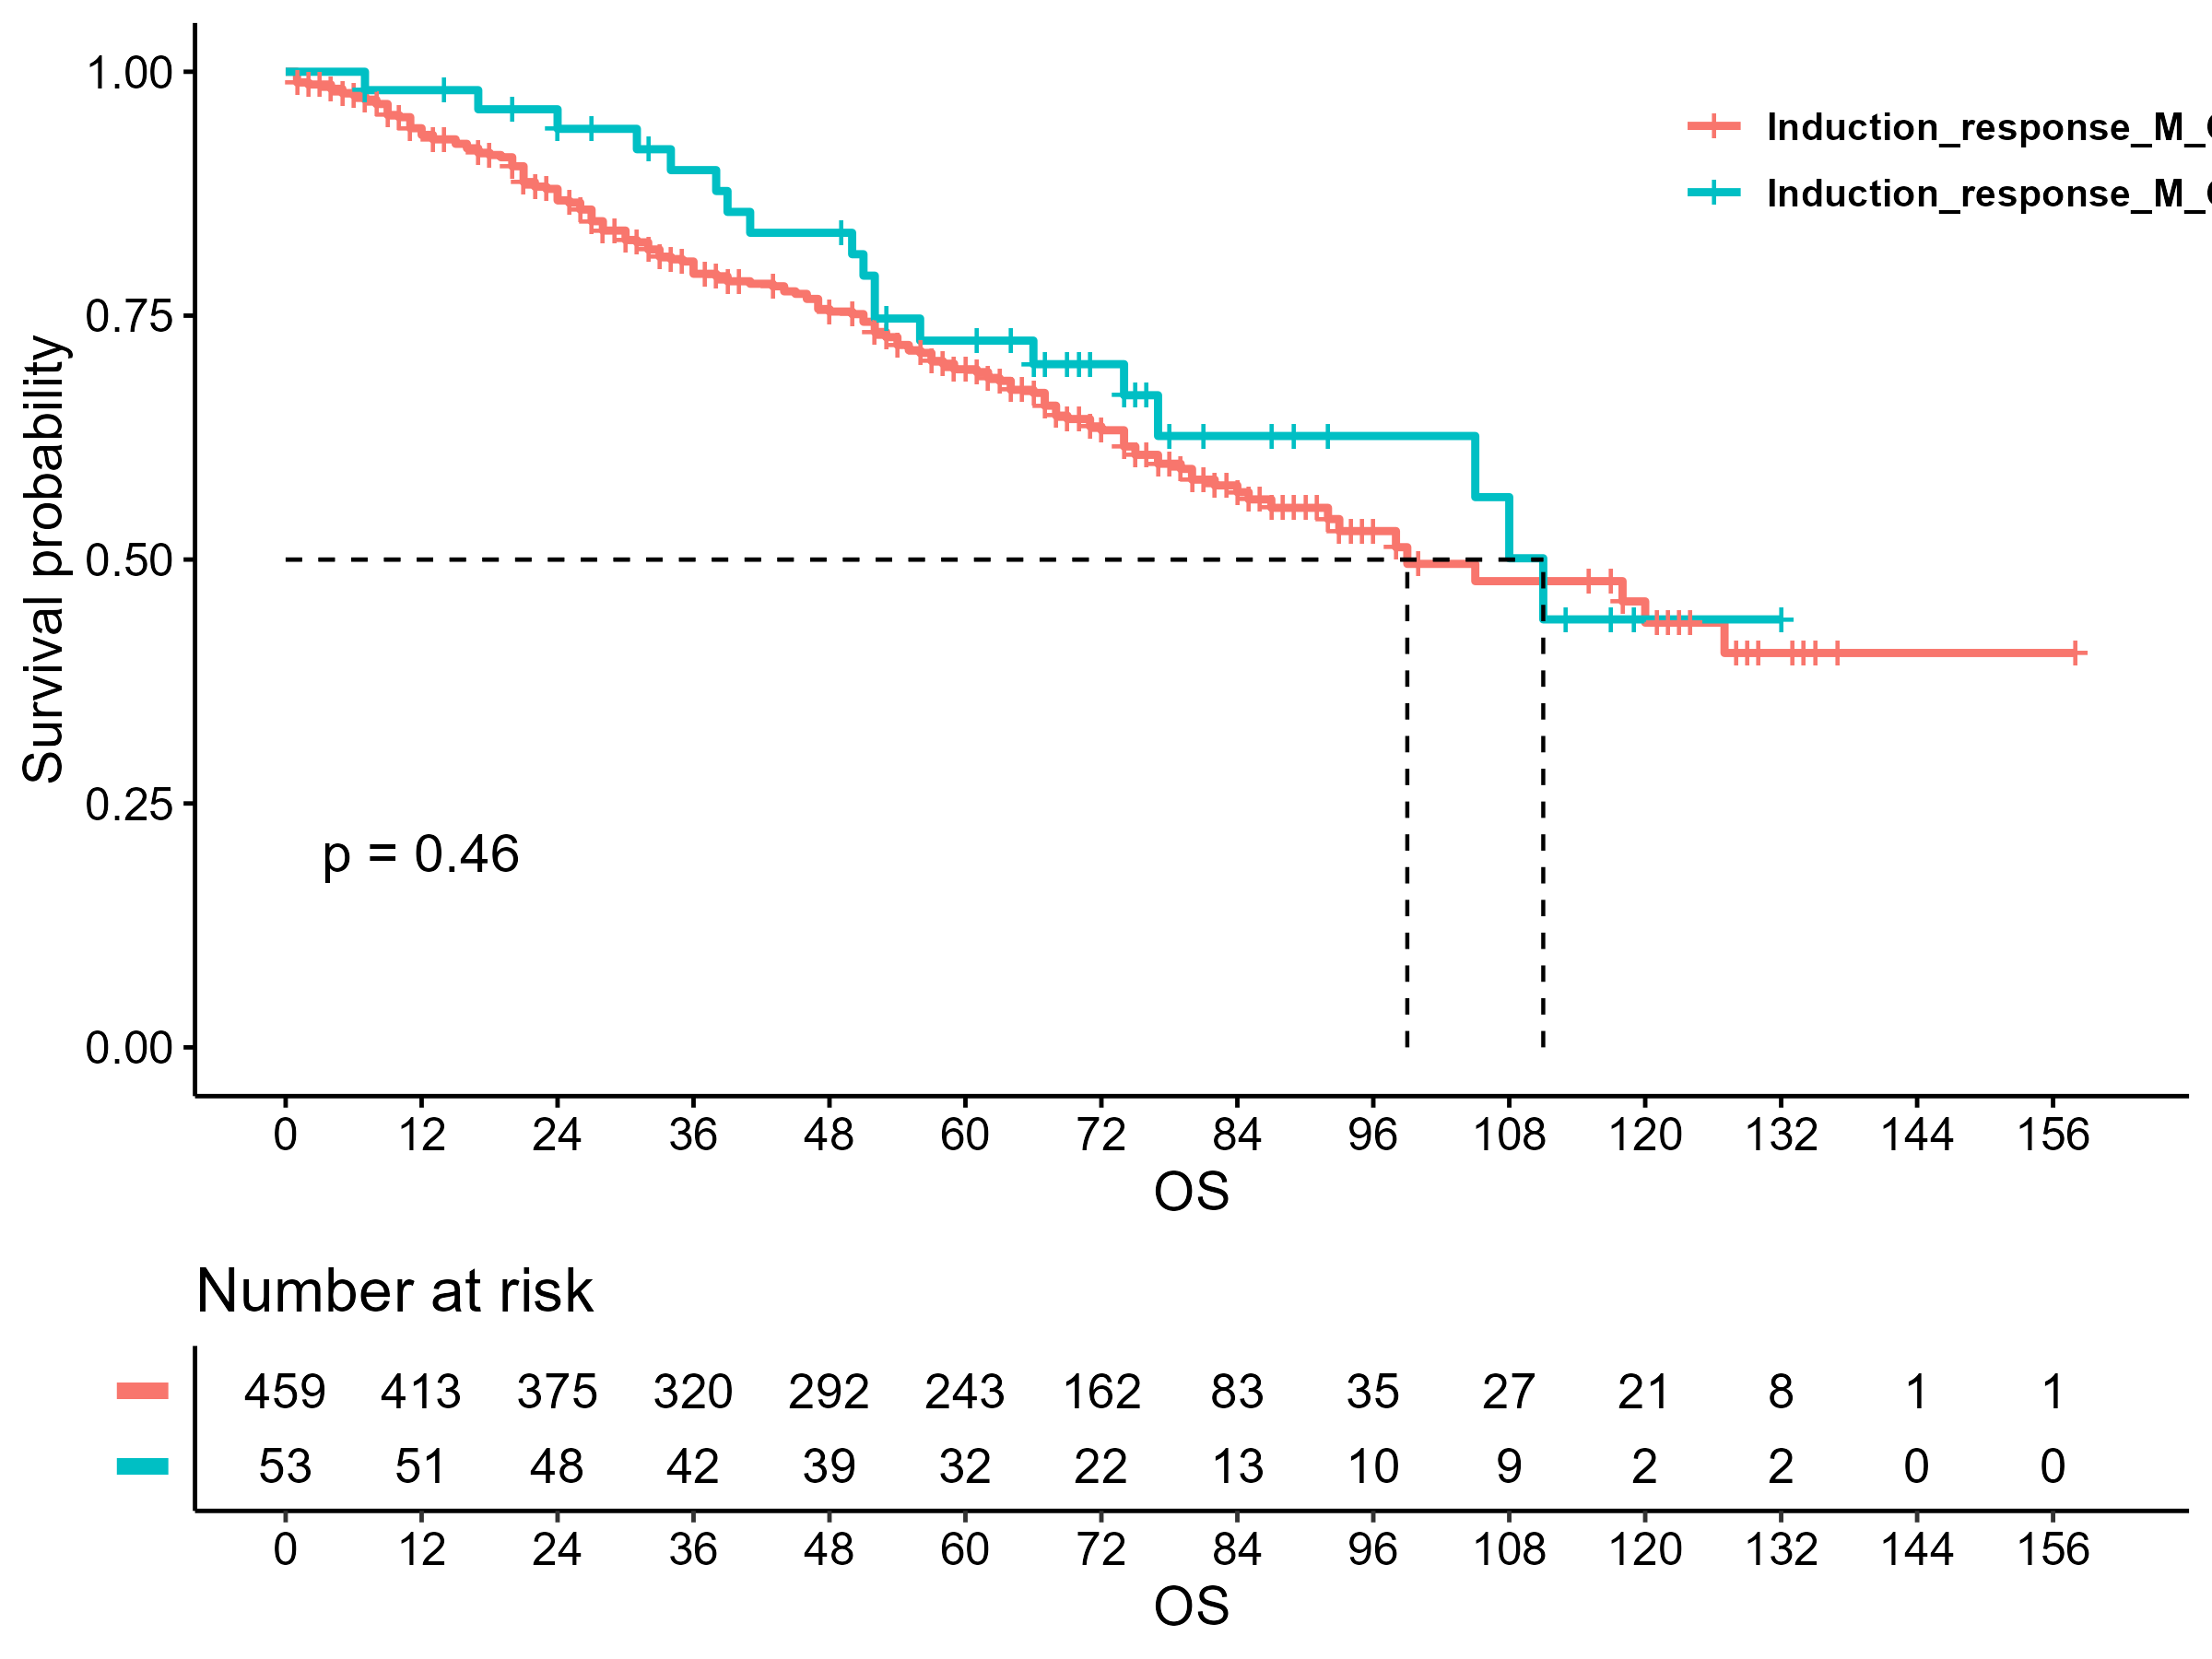 Induction_response_M_
Induction_response_M_
1.00
0.75
0.50
0.25
0.00
Survival probability
p = 0.46
0 12 24 36 48 60 72 84 96 108 120 132 144 156
OS
Number at risk
459 413 375 320 292 243 162 83 35 27 21 8 1 1
53 51 48 42 39 32 22 13 10 9 2 2 0 0
0 12 24 36 48 60 72 84 96 108 120 132 144 156
OS